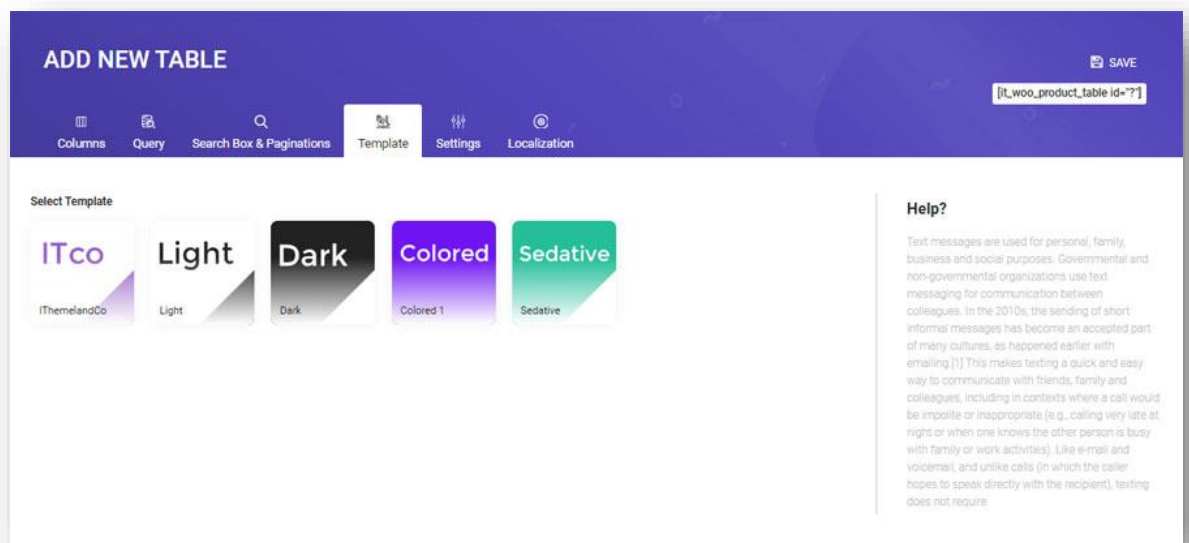 ADD NEW TABLE
SAVE
[it_woo_product_table id="?"]
Columns
Query
Search Box & Paginations
Template
Settings
Localization
Select Template
ITco
IThemelandCo
Light
Light
Dark
Dark
Colored
Colored 1
Sedative
Sedative
Help?
Text messages are used for personal, family,
business and social purposes. Governmental and
non-governmental organizations use text
messaging for communication between
colleagues. In the 2010s, the sending of short
informal messages has become an accepted part
of many cultures, as happened earlier with
emailing.[1] This makes texting a quick and easy
way to communicate with friends, family and
colleagues, including in contexts where a call would
be impolite or inappropriate (e.g., calling very late at
night or when one knows the other person is busy
with family or work activities). Like e-mail and
voicemail, and unlike calls (in which the caller
hopes to speak directly with the recipient), texting
does not require